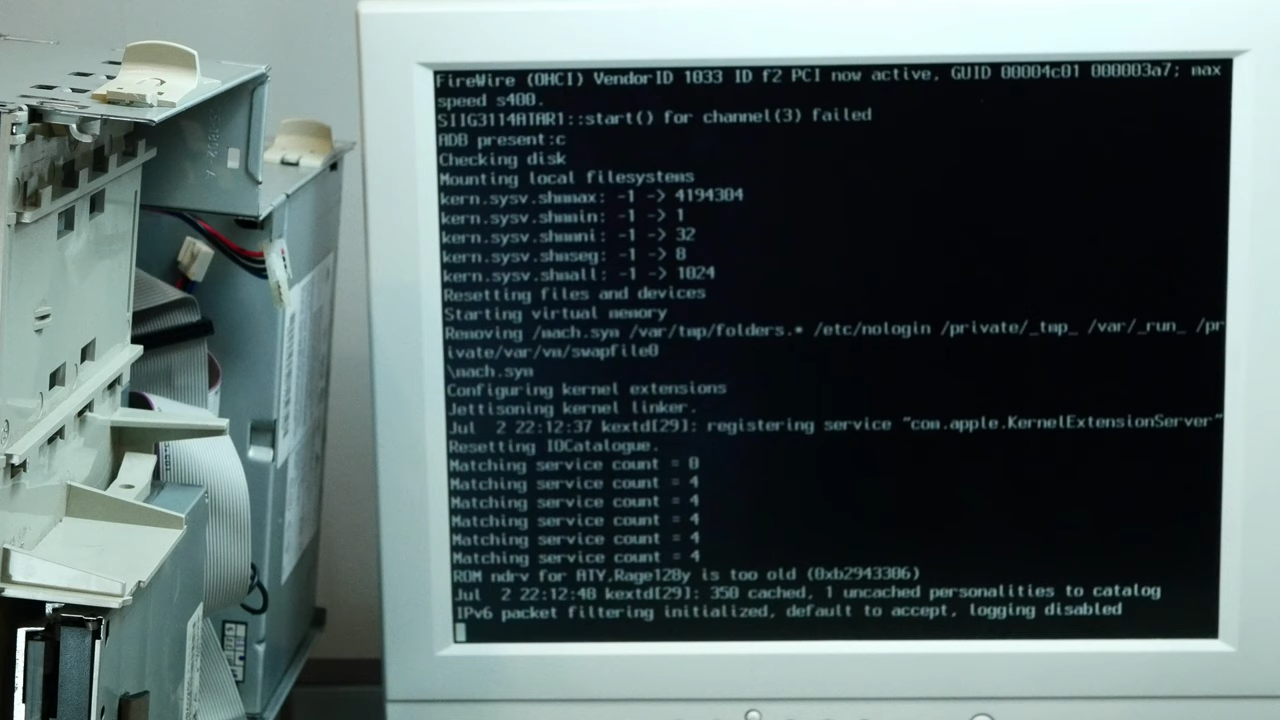 FireWire (OHCI) VendorID 1033 ID f2 PCI now active, GUID 00004c01 000003a7; max
speed s400.
SIIG3114ATAR1::start() for channel(3) failed
ADB present:c
Checking disk
Mounting local filesystems
kern.sysv.shmmax: -1 -> 4194304
kern.sysv.shmmin: -1 -> 1
kern.sysv.shmmni: -1 -> 32
kern.sysv.shmseg: -1 -> 8
kern.sysv.shmall: -1 -> 1024
Resetting files and devices
Starting virtual memory
Removing /mach.sym /var/tmp/folders.* /etc/nologin /private/_tmp_ /var/_run_ /pr
ivate/var/vm/swapfile0
\mach.sym
Configuring kernel extensions
Jettisoning kernel linker.
Jul  2 22:12:37 kextd[29]: registering service "com.apple.KernelExtensionServer"
Resetting IOCatalogue.
Matching service count = 0
Matching service count = 4
Matching service count = 4
Matching service count = 4
Matching service count = 4
Matching service count = 4
ROM ndrv for ATY,Rage128y is too old (0xb2943306)
Jul  2 22:12:48 kextd[29]: 350 cached, 1 uncached personalities to catalog
IPv6 packet filtering initialized, default to accept, logging disabled